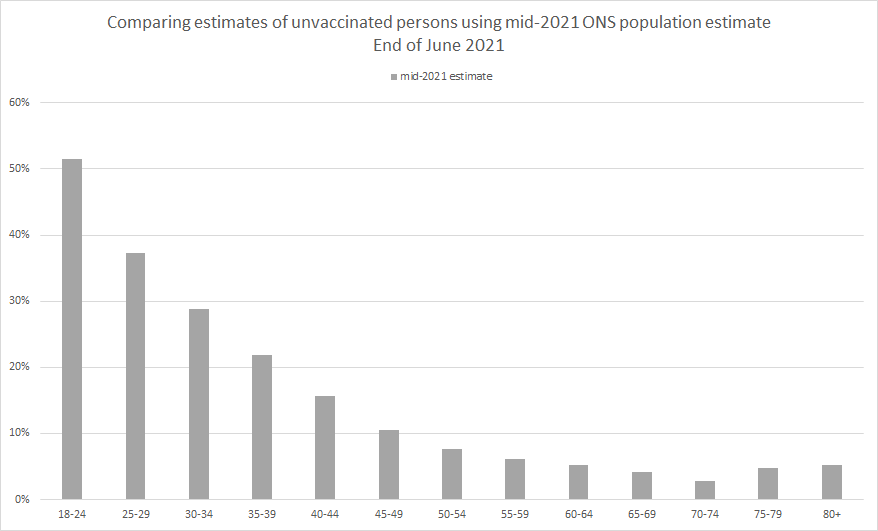 Comparing estimates of unvaccinated persons using mid-2021 ONS population estimate
End of June 2021
mid-2021 estimate
60%
50%
40%
30%
20%
10%
0%
18-24 25-29 30-34 35-39 40-44 45-49 50-54 55-59 60-64 65-69 70-74 75-79 80+